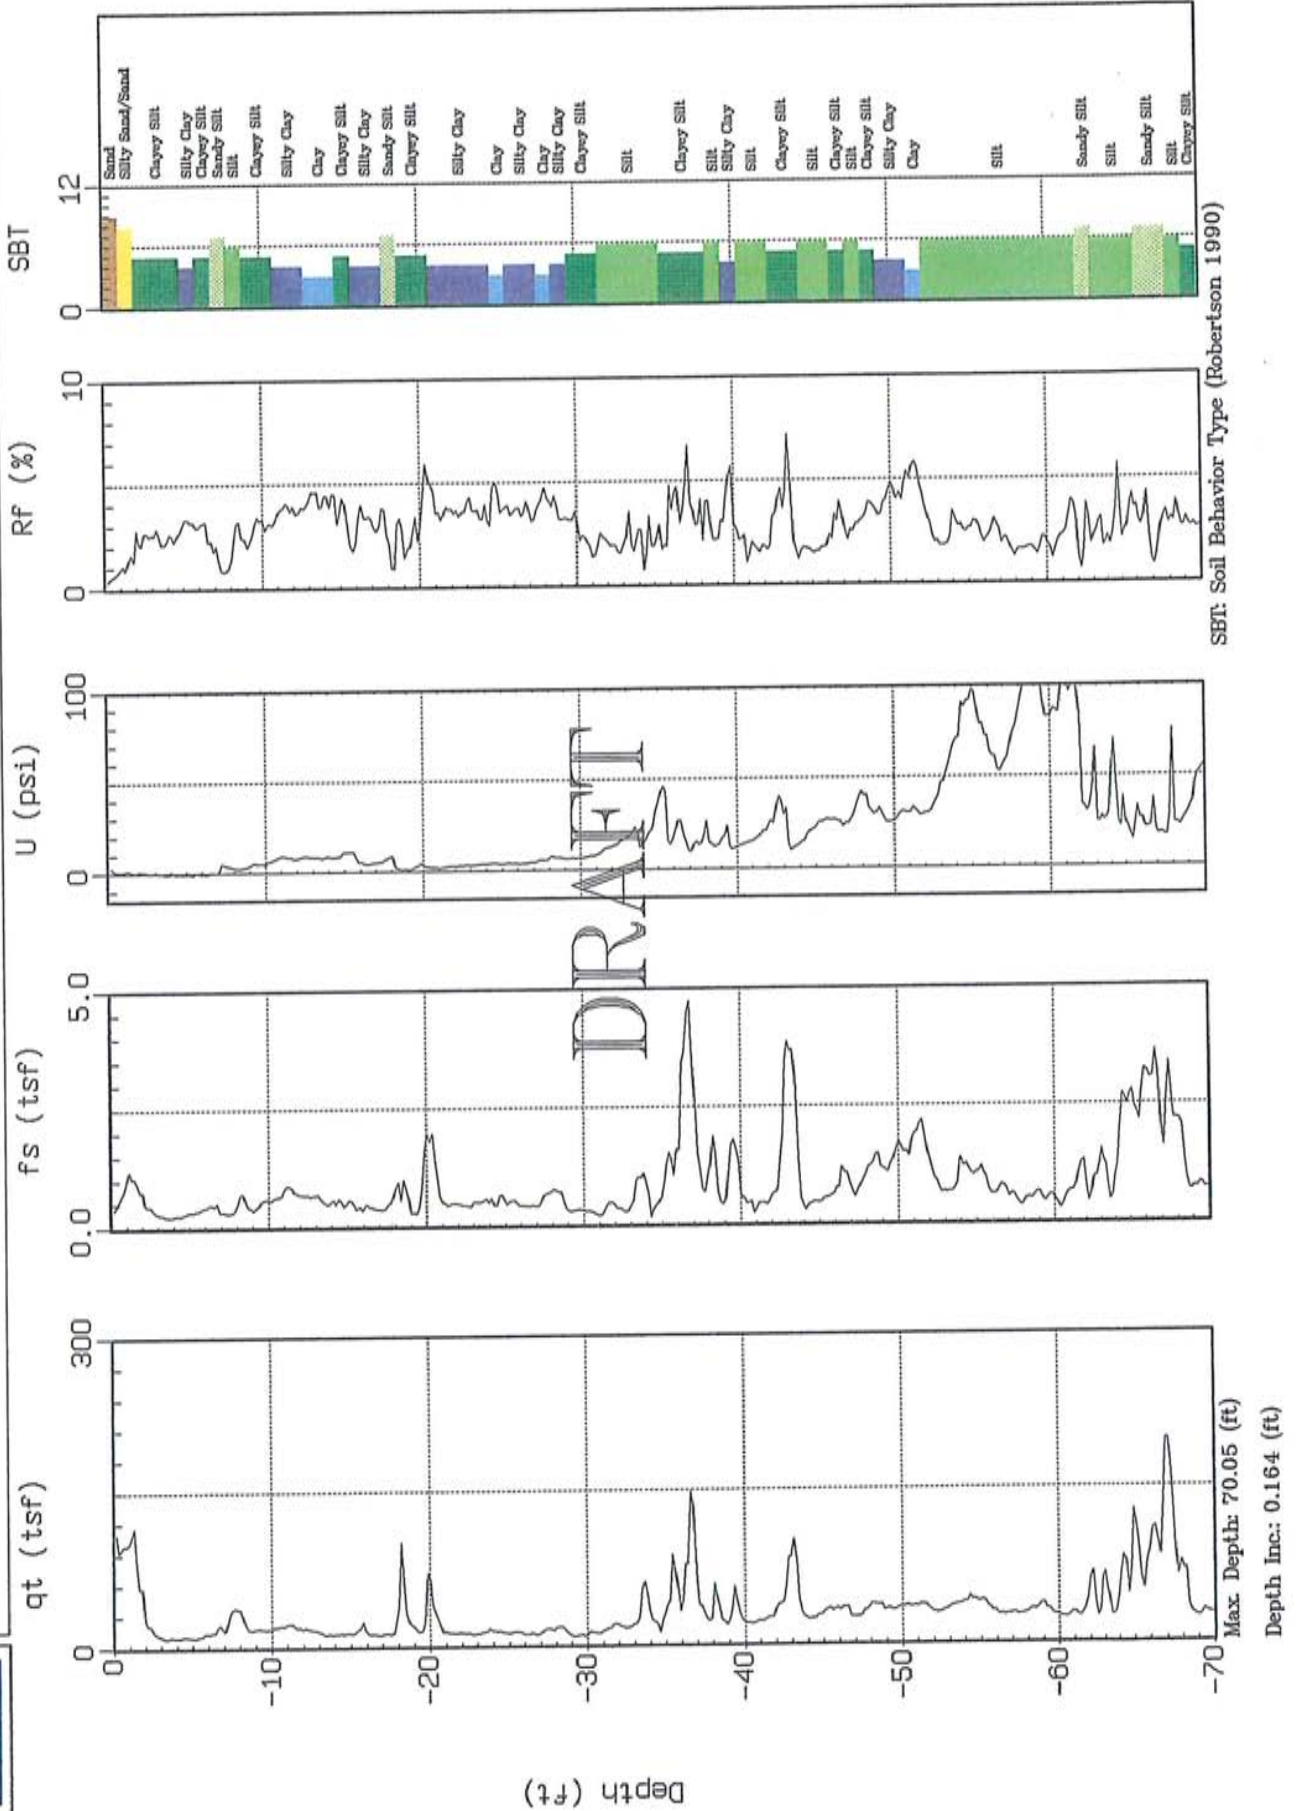 qt (tsf)
0
300
fs (tsf)
0.0
5.0
U (psi)
0
100
Rf (%)
0
10
SBT
0
12
Depth (ft)
0
-10
-20
-30
-40
-50
-60
-70
DRAFT
Sand
Silty Sand/Sand
Clayey Silt
Silty Clay
Clayey Silt
Sandy Silt
Silt
Clayey Silt
Silty Clay
Clay
Clayey Silt
Silty Clay
Sandy Silt
Clayey Silt
Silty Clay
Clay
Silty Clay
Clay
Silty Clay
Clayey Silt
Silt
Clayey Silt
Silt
Silty Clay
Silt
Clayey Silt
Silt
Clayey Silt
Silt
Clayey Silt
Silty Clay
Clay
Silt
Sandy Silt
Silt
Sandy Silt
Silt
Clayey Silt
Max. Depth: 70.05 (ft)
Depth Inc.: 0.164 (ft)
SBT: Soil Behavior Type (Robertson 1990)